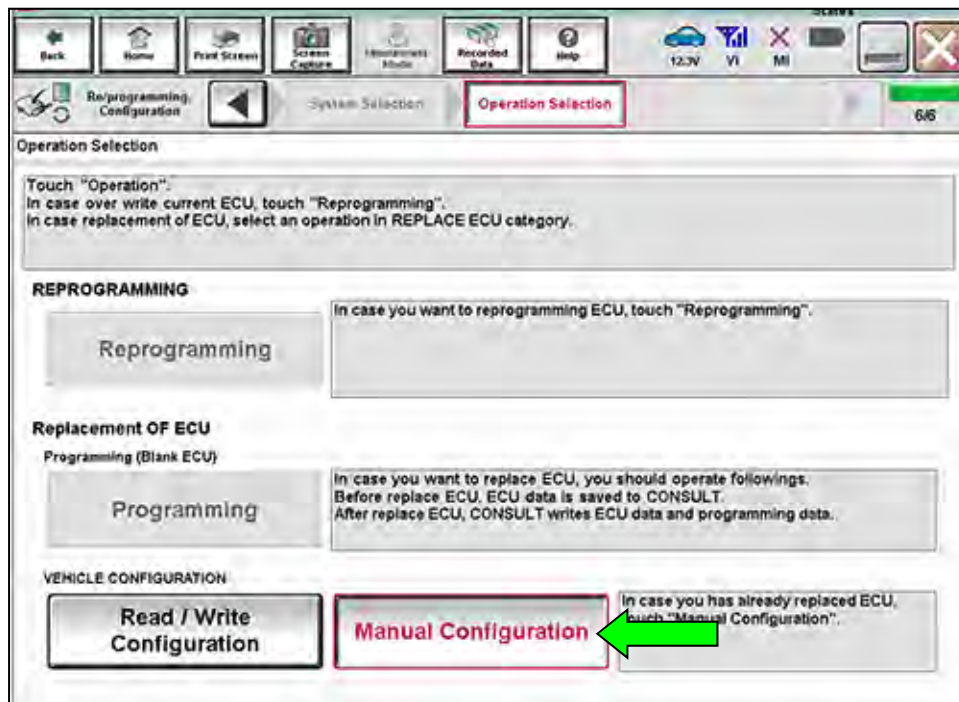 Back
Home
Print Screen
Screen Capture
Measurement Mode
Recorded Data
Help
12.3V
VI
MI
Re/programming, Configuration
System Selection
Operation Selection
6/6
Operation Selection
Touch "Operation".
In case over write current ECU, touch "Reprogramming".
In case replacement of ECU, select an operation in REPLACE ECU category.
REPROGRAMMING
Reprogramming
In case you want to reprogramming ECU, touch "Reprogramming".
Replacement OF ECU
Programming (Blank ECU)
Programming
In case you want to replace ECU, you should operate followings.
Before replace ECU, ECU data is saved to CONSULT.
After replace ECU, CONSULT writes ECU data and programming data.
VEHICLE CONFIGURATION
Read / Write
Configuration
Manual Configuration
In case you has already replaced ECU,
touch "Manual Configuration".